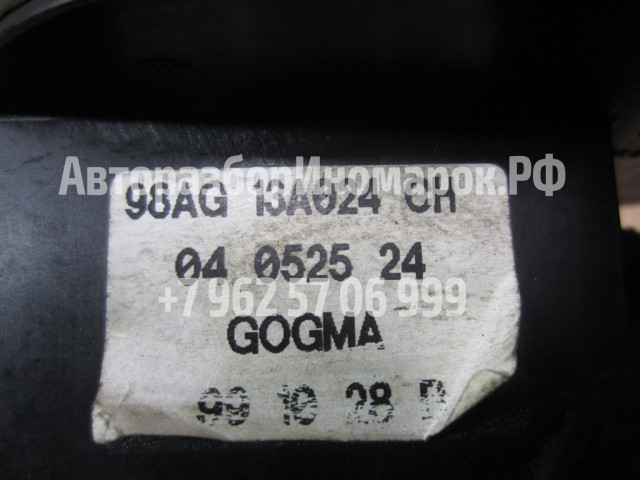 АвторазборИномарок.РФ
98AG 13A024 CH
04 0525 24
+7 962 57 06 999
GOGMA
99 10 28 B